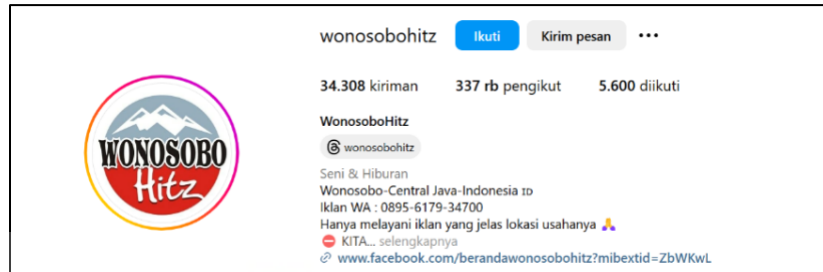 wonosobohitz Ikuti Kirim pesan
34.308 kiriman 337 rb pengikut 5.600 diikuti
WonosoboHitz
wonosobohitz
Seni & Hiburan
Wonosobo-Central Java-Indonesia ID
Iklan WA : 0895-6179-34700
Hanya melayani iklan yang jelas lokasi usahanya 🙏
⛔ KITA... selengkapnya
www.facebook.com/berandawonosobohitz?mibextid=ZbWKwL
WONOSOBO
Hitz